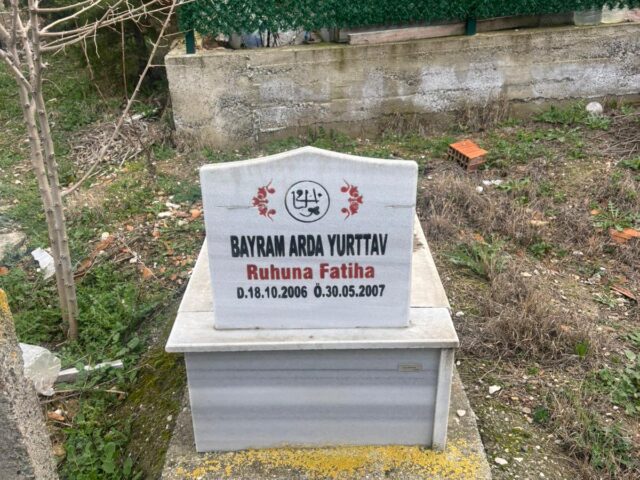 BAYRAM ARDA YURTTAV
Ruhuna Fatiha
D.18.10.2006 Ö.30.05.2007